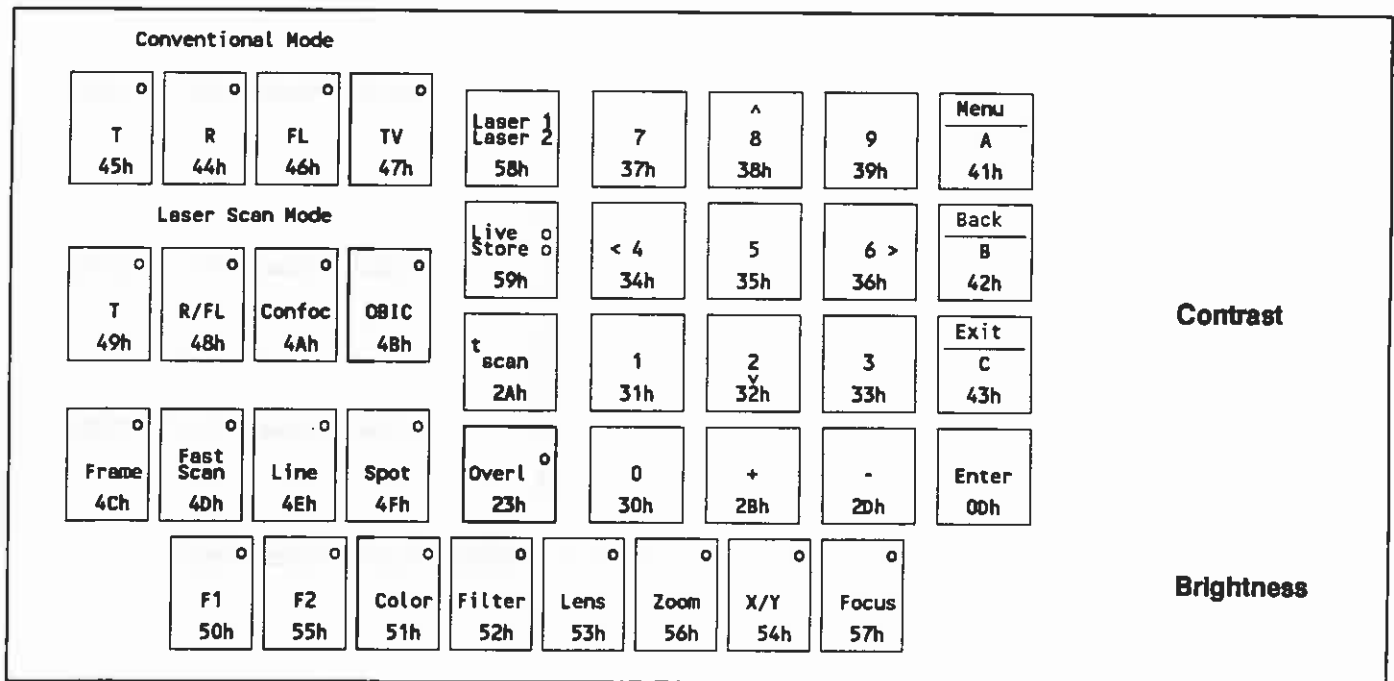 Conventional Mode
T
45h
R
44h
FL
46h
TV
47h
Laser 1
Laser 2
58h
7
37h
^
8
38h
9
39h
Menu
A
41h
Laser Scan Mode
T
49h
R/FL
48h
Confoc
4Ah
OBIC
4Bh
Live
Store
59h
< 4
34h
5
35h
6 >
36h
Back
B
42h
Contrast
t
scan
2Ah
1
31h
2
v
32h
3
33h
Exit
C
43h
Frame
4Ch
Fast
Scan
4Dh
Line
4Eh
Spot
4Fh
Overl
23h
0
30h
+
2Bh
-
2Dh
Enter
0Dh
F1
50h
F2
55h
Color
51h
Filter
52h
Lens
53h
Zoom
56h
X/Y
54h
Focus
57h
Brightness